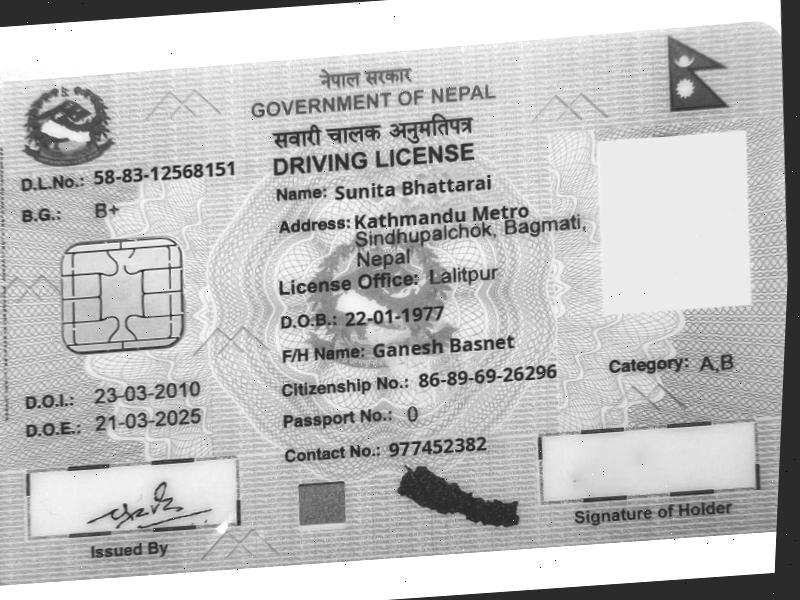 नेपाल सरकार
GOVERNMENT OF NEPAL
सवारी चालक अनुमतिपत्र
DRIVING LICENSE
D.L.No.: 58-83-12568151
B.G.: B+
Name: Sunita Bhattarai
Address: Kathmandu Metro
Sindhupalchok, Bagmati,
Nepal
License Office: Lalitpur
D.O.B.: 22-01-1977
F/H Name: Ganesh Basnet
Citizenship No.: 86-89-69-26296
Passport No.: 0
Contact No.: 977452382
Category: A,B
D.O.I.: 23-03-2010
D.O.E.: 21-03-2025
Issued By
Signature of Holder